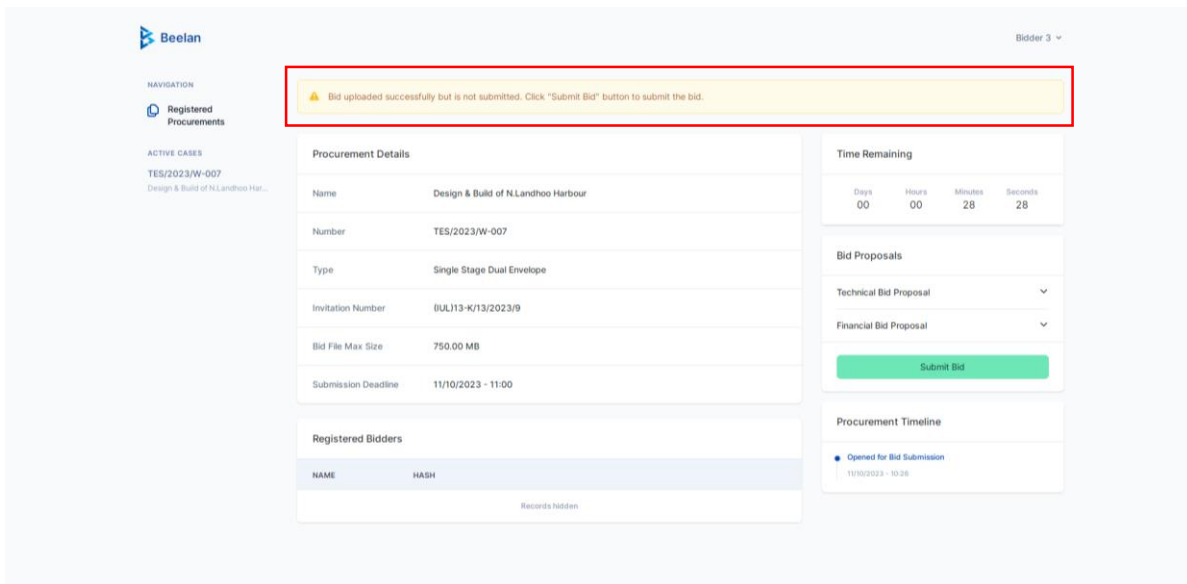 Beelan
Bidder 3
NAVIGATION
Registered
Procurements
ACTIVE CASES
TES/2023/W-007
Design & Build of N.Landhoo Har...
Bid uploaded successfully but is not submitted. Click "Submit Bid" button to submit the bid.
Procurement Details
Name Design & Build of N.Landhoo Harbour
Number TES/2023/W-007
Type Single Stage Dual Envelope
Invitation Number (IUL)13-K/13/2023/9
Bid File Max Size 750.00 MB
Submission Deadline 11/10/2023 - 11:00
Registered Bidders
NAME HASH
Records hidden
Time Remaining
Days Hours Minutes Seconds
00 00 28 28
Bid Proposals
Technical Bid Proposal
Financial Bid Proposal
Submit Bid
Procurement Timeline
Opened for Bid Submission
11/10/2023 - 10:28